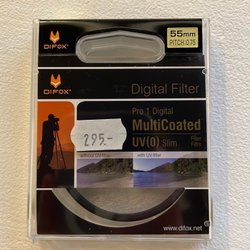 DIFOX
55mm
PITCH 0.75
Digital Filter
DIFOX
Pro 1 Digital
MultiCoated
UV(0) Slim
295.-
without UV-filter
with UV-filter
www.difox.net